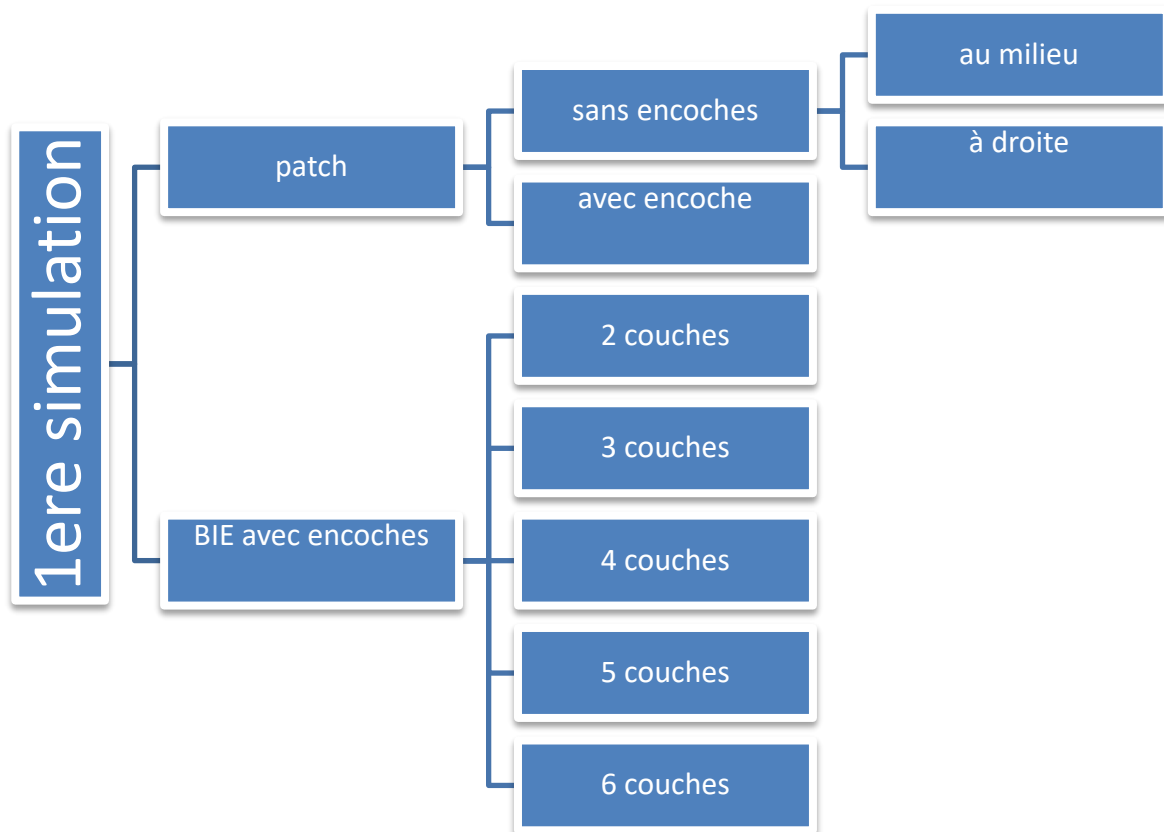 1ere simulation
patch
sans encoches
au milieu
à droite
avec encoche
BIE avec encoches
2 couches
3 couches
4 couches
5 couches
6 couches